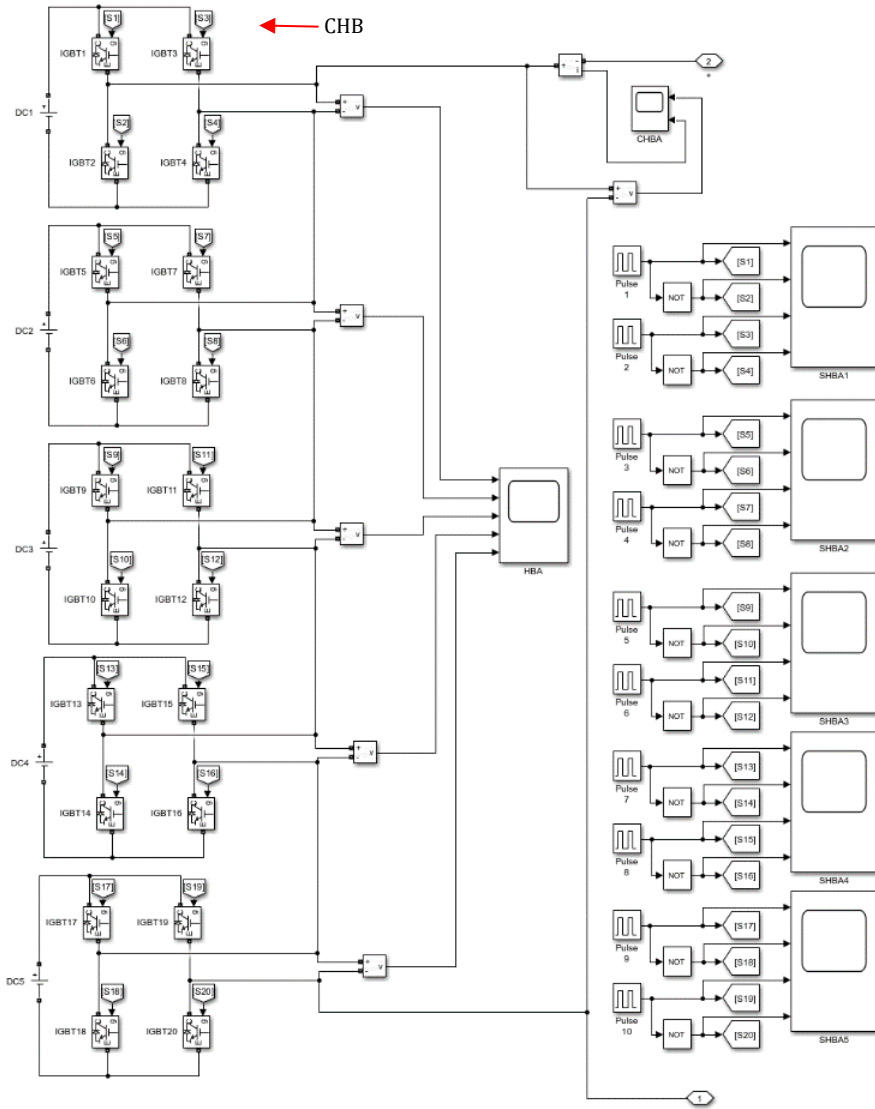 CHB
[S1]
[S3]
IGBT1
IGBT3
DC1
[S2]
[S4]
IGBT2
IGBT4
[S5]
[S7]
IGBT5
IGBT7
DC2
[S6]
[S8]
IGBT6
IGBT8
[S9]
[S11]
IGBT9
IGBT11
DC3
[S10]
[S12]
IGBT10
IGBT12
[S13]
[S15]
IGBT13
IGBT15
DC4
[S14]
[S16]
IGBT14
IGBT16
[S17]
[S19]
IGBT17
IGBT19
DC5
[S18]
[S20]
IGBT18
IGBT20
HBA
2
+
CHBA
1
Pulse
1
[S1]
NOT
[S2]
Pulse
2
[S3]
NOT
[S4]
SHBA1
Pulse
3
[S5]
NOT
[S6]
Pulse
4
[S7]
NOT
[S8]
SHBA2
Pulse
5
[S9]
NOT
[S10]
Pulse
6
[S11]
NOT
[S12]
SHBA3
Pulse
7
[S13]
NOT
[S14]
Pulse
8
[S15]
NOT
[S16]
SHBA4
Pulse
9
[S17]
NOT
[S18]
Pulse
10
[S19]
NOT
[S20]
SHBA5